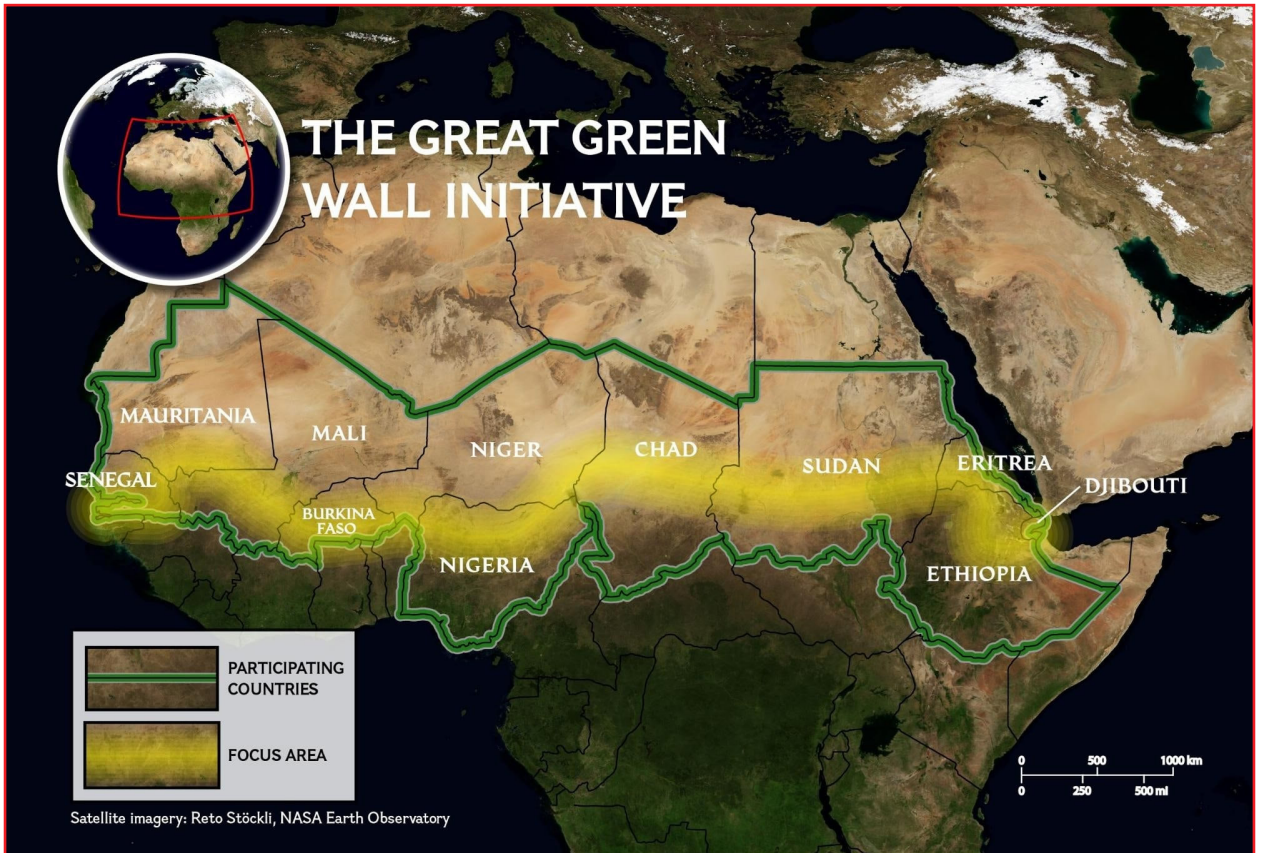 THE GREAT GREEN
WALL INITIATIVE
MAURITANIA
MALI
NIGER
CHAD
SUDAN
ERITREA
SENEGAL
DJIBOUTI
BURKINA
FASO
NIGERIA
ETHIOPIA
PARTICIPATING
COUNTRIES
FOCUS AREA
0 500 1000 km
0 250 500 mi
Satellite imagery: Reto Stöckli, NASA Earth Observatory